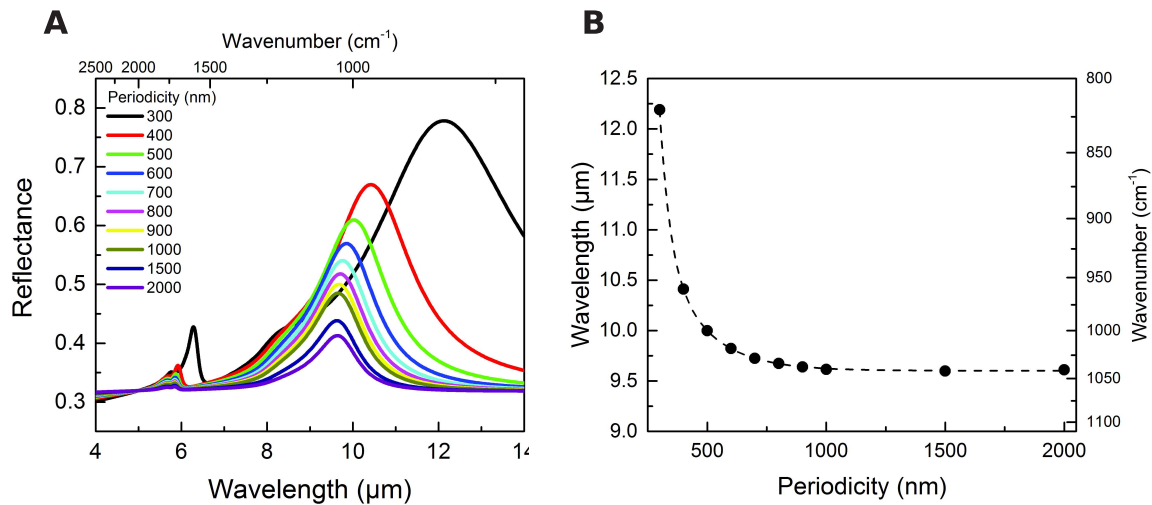 A
Wavenumber (cm⁻¹)
2500 2000 1500 1000
Reflectance
0.8
0.7
0.6
0.5
0.4
0.3
Periodicity (nm)
300
400
500
600
700
800
900
1000
1500
2000
4 6 8 10 12 14
Wavelength (μm)
B
Wavelength (μm)
12.5
12.0
11.5
11.0
10.5
10.0
9.5
9.0
800
850
900
950
1000
1050
1100
Wavenumber (cm⁻¹)
500 1000 1500 2000
Periodicity (nm)